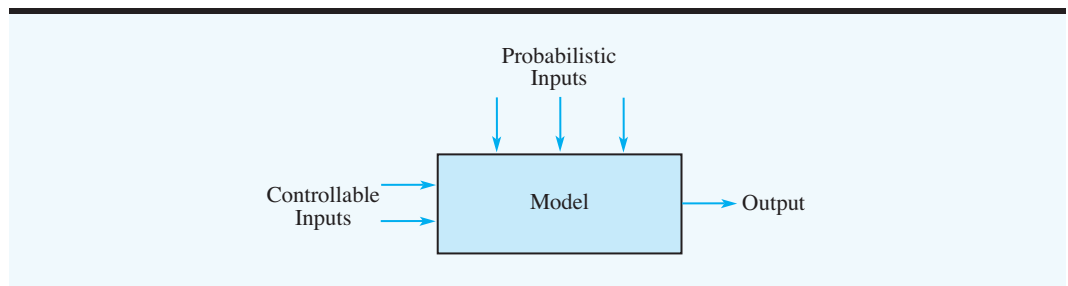 Probabilistic
Inputs
Controllable
Inputs
Model
Output